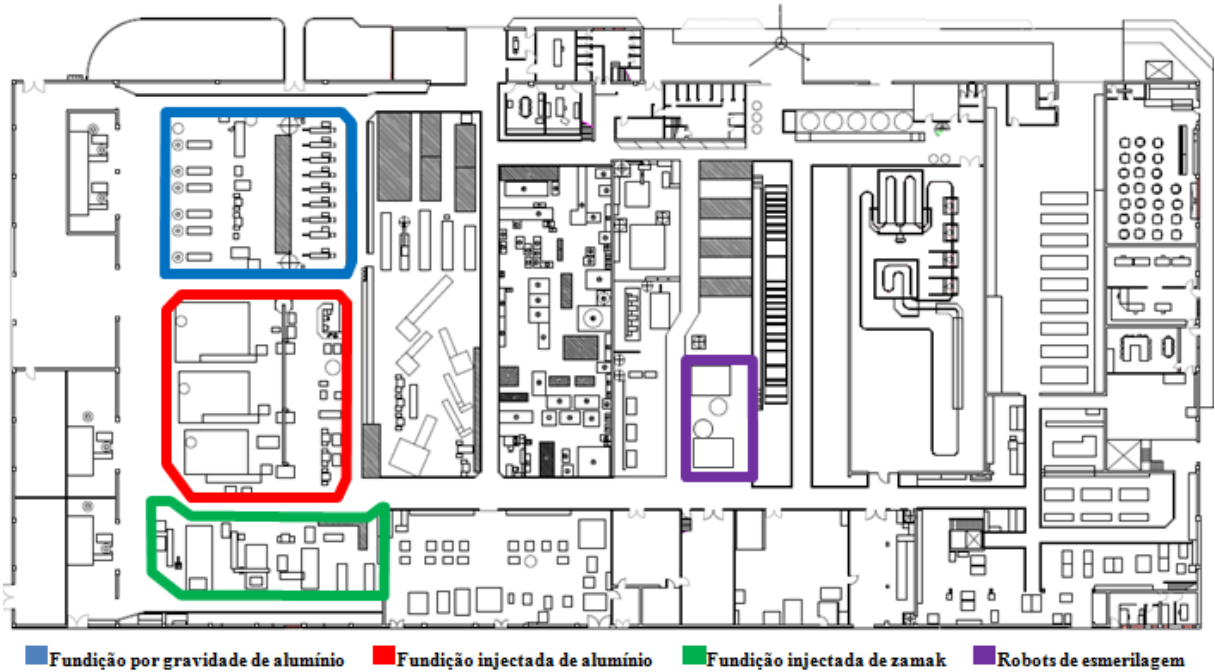 Fundição por gravidade de alumínio
Fundição injectada de alumínio
Fundição injectada de zamak
Robots de esmerilagem